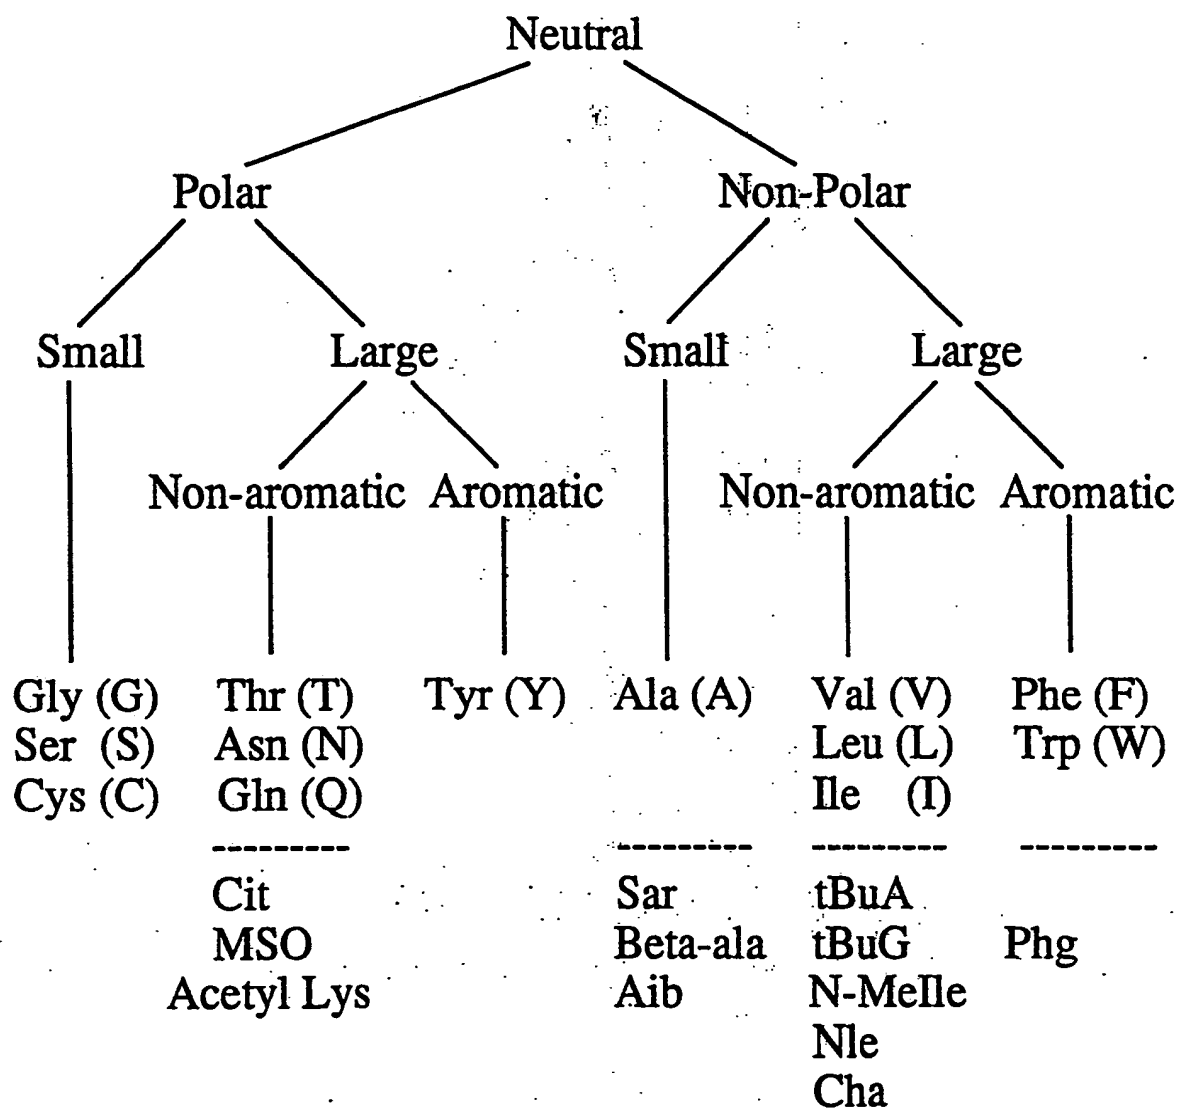 Neutral
Polar Non-Polar
Small Large Small Large
Non-aromatic Aromatic Non-aromatic Aromatic
Gly (G) Thr (T) Tyr (Y) Ala (A) Val (V) Phe (F)
Ser (S) Asn (N) Leu (L) Trp (W)
Cys (C) Gln (Q) Ile (I)
--------- --------- --------- ---------
Cit Sar tBuA
MSO Beta-ala tBuG Phg
Acetyl Lys Aib N-MeIle
Nle
Cha